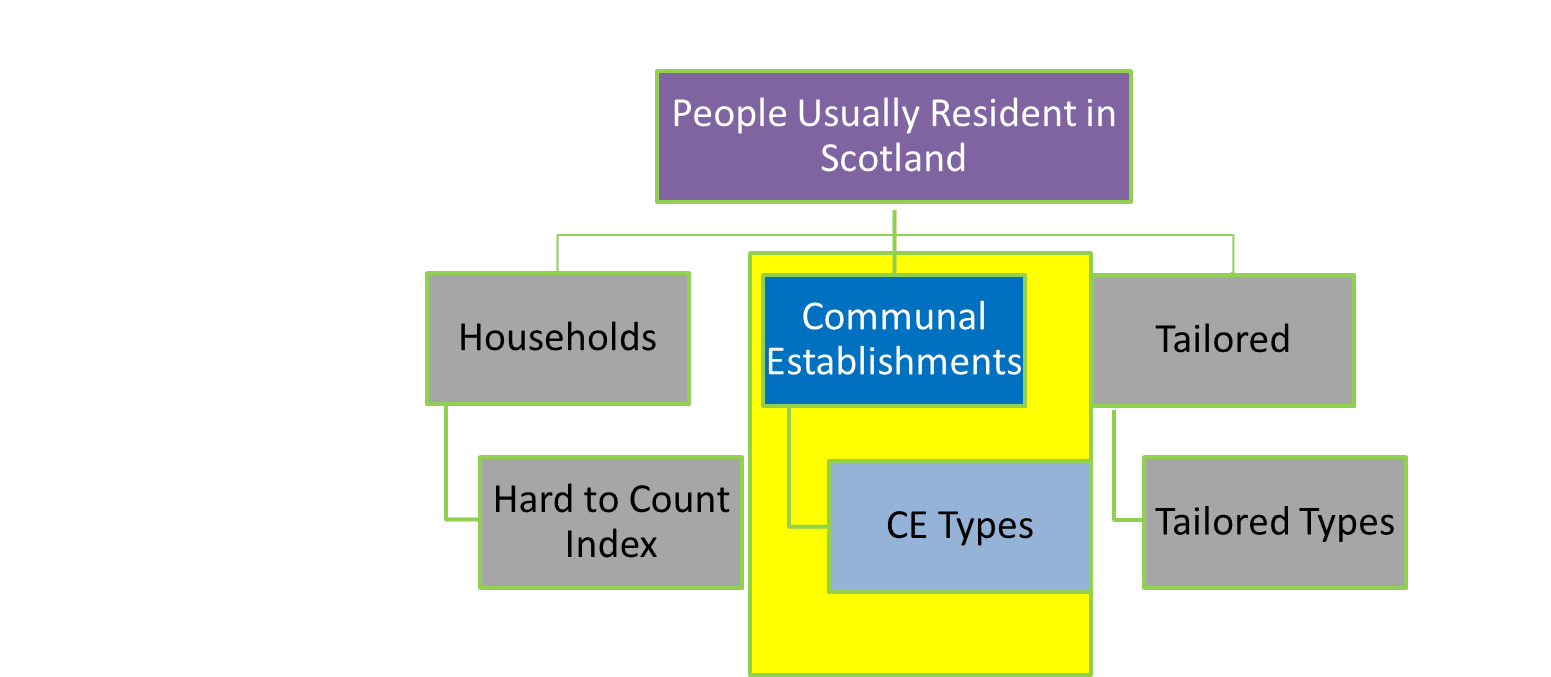 People Usually Resident in
Scotland
Households
Communal
Establishments
Tailored
Hard to Count
Index
CE Types
Tailored Types